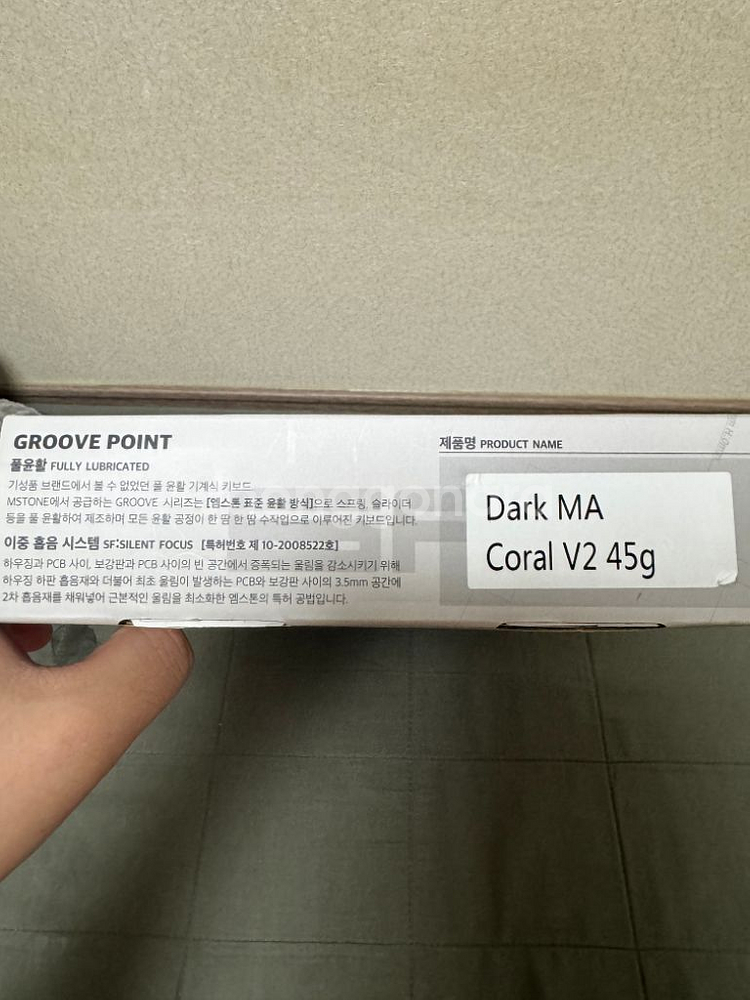 GROOVE POINT
풀윤활 FULLY LUBRICATED
기성품 브랜드에서 볼 수 없었던 풀 윤활 기계식 키보드
MSTONE에서 공급하는 GROOVE 시리즈는 [엠스톤 표준 윤활 방식]으로 스프링, 슬라이더
등을 풀 윤활하여 제조하며 모든 윤활 공정이 한 땀 한 땀 수작업으로 이루어진 키보드입니다.
이중 흡음 시스템 SF:SILENT FOCUS [특허번호 제 10-2008522호]
하우징과 PCB 사이, 보강판과 PCB 사이의 빈 공간에서 증폭되는 울림을 감소시키기 위해
하우징 하판 흡음재와 더불어 최초 울림이 발생하는 PCB와 보강판 사이의 3.5mm 공간에
2차 흡음재를 채워넣어 근본적인 울림을 최소화한 엠스톤의 특허 공법입니다.
제품명 PRODUCT NAME
Dark MA
Coral V2 45g